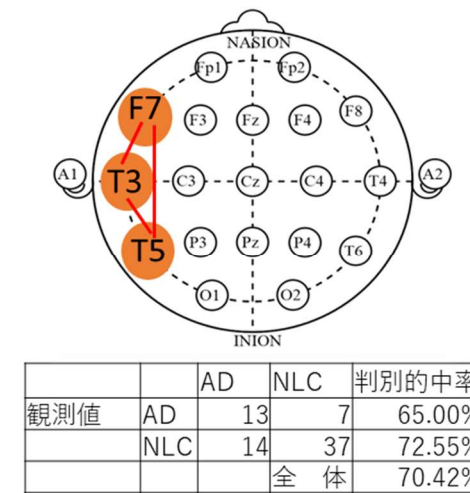 NASION
Fp1 Fp2
F7 F3 Fz F4 F8
A1 T3 C3 Cz C4 T4 A2
T5 P3 Pz P4 T6
O1 O2
INION
AD NLC 判別的中率
観測値 AD 13 7 65.00%
NLC 14 37 72.55%
全 体 70.42%